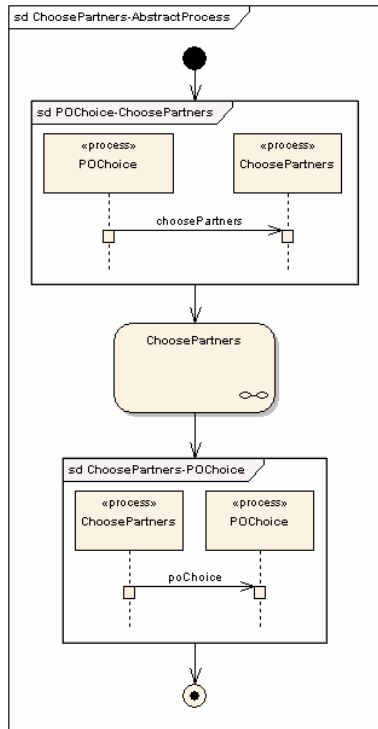 sd ChoosePartners-AbstractProcess
sd POChoice-ChoosePartners
«process»
POChoice
«process»
ChoosePartners
choosePartners
ChoosePartners
sd ChoosePartners-POChoice
«process»
ChoosePartners
«process»
POChoice
poChoice